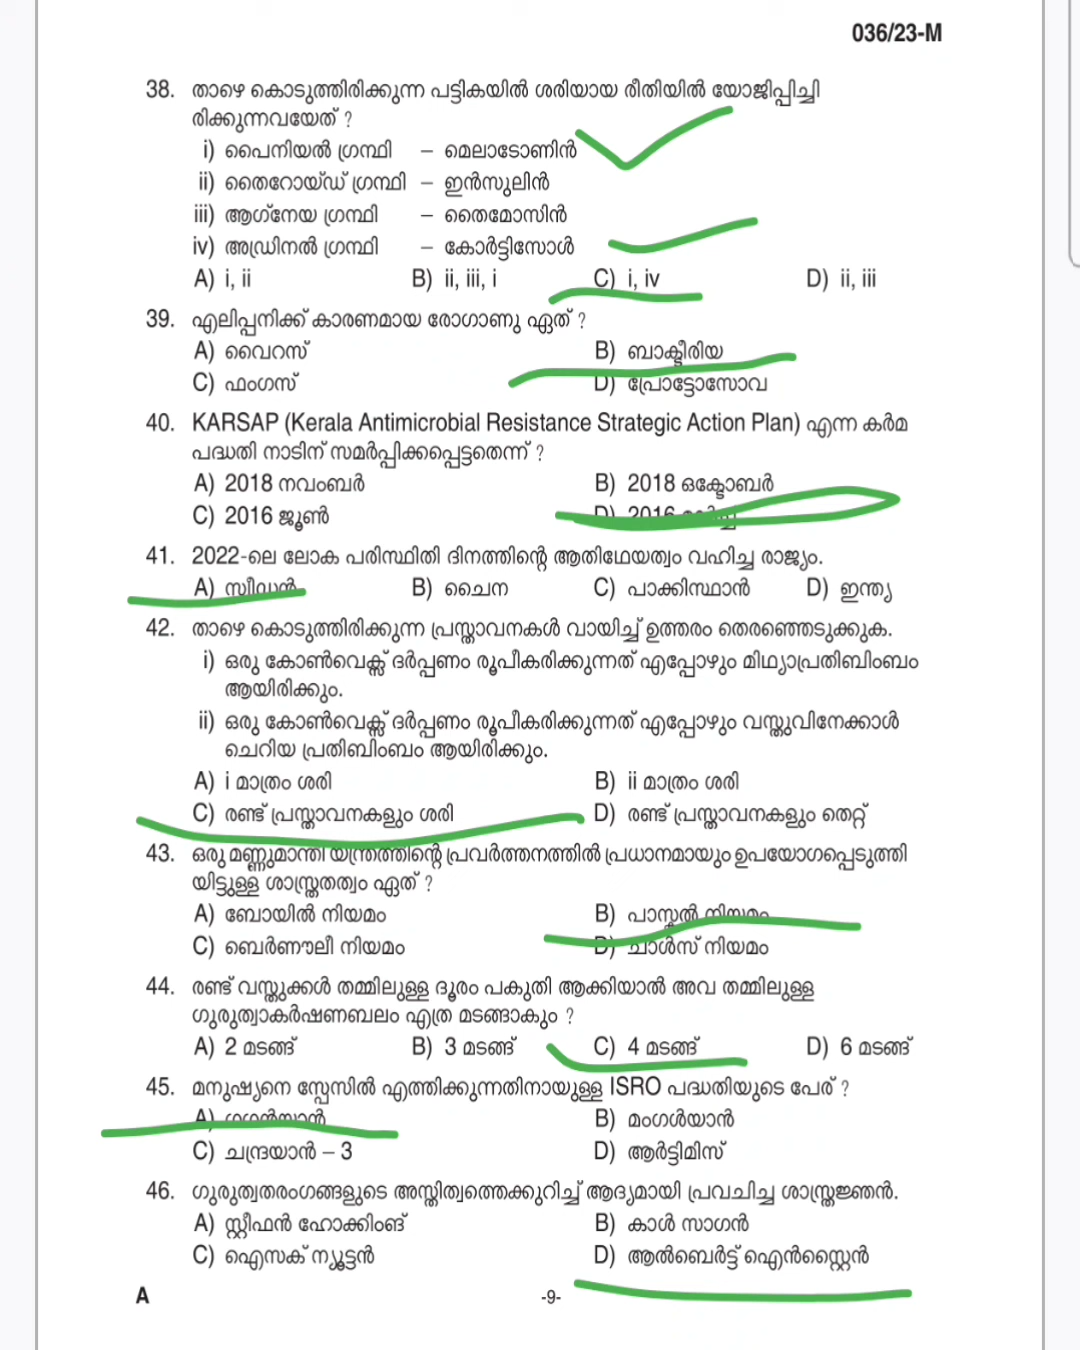 036/23-M
38. താഴെ കൊടുത്തിരിക്കുന്ന പട്ടികയിൽ ശരിയായ രീതിയിൽ യോജിപ്പിച്ചി
രിക്കുന്നവയേത് ?
i) പൈനിയൽ ഗ്രന്ഥി – മെലാടോണിൻ
ii) തൈറോയ്ഡ് ഗ്രന്ഥി – ഇൻസുലിൻ
iii) ആഗ്നേയ ഗ്രന്ഥി – തൈമോസിൻ
iv) അഡ്രിനൽ ഗ്രന്ഥി – കോർട്ടിസോൾ
A) i, ii B) ii, iii, i C) i, iv D) ii, iii
39. എലിപ്പനിക്ക് കാരണമായ രോഗാണു ഏത് ?
A) വൈറസ് B) ബാക്ടീരിയ
C) ഫംഗസ് D) പ്രോട്ടോസോവ
40. KARSAP (Kerala Antimicrobial Resistance Strategic Action Plan) എന്ന കർമ
പദ്ധതി നാടിന് സമർപ്പിക്കപ്പെട്ടതെന്ന് ?
A) 2018 നവംബർ B) 2018 ഒക്ടോബർ
C) 2016 ജൂൺ D) 2016 മാർച്ച്
41. 2022-ലെ ലോക പരിസ്ഥിതി ദിനത്തിന്റെ ആതിഥേയത്വം വഹിച്ച രാജ്യം.
A) സ്വീഡൻ B) ചൈന C) പാക്കിസ്ഥാൻ D) ഇന്ത്യ
42. താഴെ കൊടുത്തിരിക്കുന്ന പ്രസ്താവനകൾ വായിച്ച് ഉത്തരം തെരഞ്ഞെടുക്കുക.
i) ഒരു കോൺവെക്സ് ദർപ്പണം രൂപീകരിക്കുന്നത് എപ്പോഴും മിഥ്യാപ്രതിബിംബം
ആയിരിക്കും.
ii) ഒരു കോൺവെക്സ് ദർപ്പണം രൂപീകരിക്കുന്നത് എപ്പോഴും വസ്തുവിനേക്കാൾ
ചെറിയ പ്രതിബിംബം ആയിരിക്കും.
A) i മാത്രം ശരി B) ii മാത്രം ശരി
C) രണ്ട് പ്രസ്താവനകളും ശരി D) രണ്ട് പ്രസ്താവനകളും തെറ്റ്
43. ഒരു മണ്ണുമാന്തി യന്ത്രത്തിന്റെ പ്രവർത്തനത്തിൽ പ്രധാനമായും ഉപയോഗപ്പെടുത്തി
യിട്ടുള്ള ശാസ്ത്രതത്വം ഏത് ?
A) ബോയിൽ നിയമം B) പാസ്കൽ നിയമം
C) ബെർണൗലീ നിയമം D) ചാൾസ് നിയമം
44. രണ്ട് വസ്തുക്കൾ തമ്മിലുള്ള ദൂരം പകുതി ആക്കിയാൽ അവ തമ്മിലുള്ള
ഗുരുത്വാകർഷണബലം എത്ര മടങ്ങാകും ?
A) 2 മടങ്ങ് B) 3 മടങ്ങ് C) 4 മടങ്ങ് D) 6 മടങ്ങ്
45. മനുഷ്യനെ സ്പേസിൽ എത്തിക്കുന്നതിനായുള്ള ISRO പദ്ധതിയുടെ പേര് ?
A) ഗഗൻയാൻ B) മംഗൾയാൻ
C) ചന്ദ്രയാൻ – 3 D) ആർട്ടിമിസ്
46. ഗുരുത്വതരംഗങ്ങളുടെ അസ്തിത്വത്തെക്കുറിച്ച് ആദ്യമായി പ്രവചിച്ച ശാസ്ത്രജ്ഞൻ.
A) സ്റ്റീഫൻ ഹോക്കിംങ് B) കാൾ സാഗൻ
C) ഐസക് ന്യൂട്ടൻ D) ആൽബെർട്ട് ഐൻസ്റ്റൈൻ
A -9-